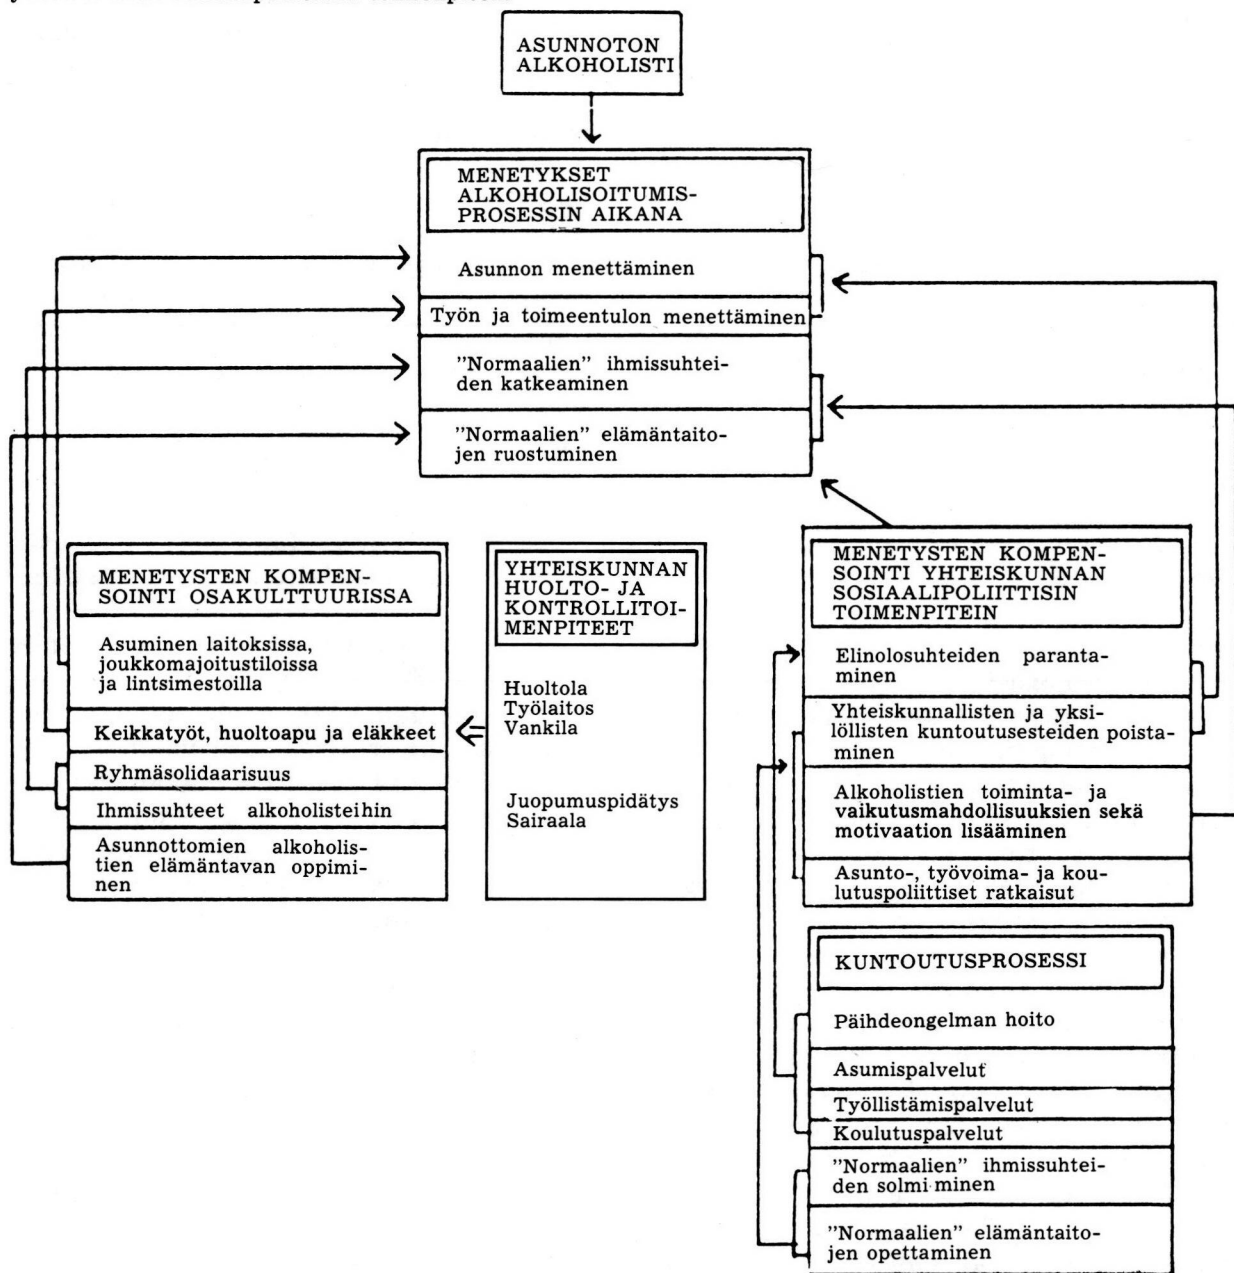 ASUNNOTON
ALKOHOLISTI
MENETYKSET
ALKOHOLISOITUMIS-
PROSESSIN AIKANA
Asunnon menettäminen
Työn ja toimeentulon menettäminen
"Normaalien" ihmissuhtei-
den katkeaminen
"Normaalien" elämäntaito-
jen ruostuminen
MENETYSTEN KOMPEN-
SOINTI OSAKULTTUURISSA
Asuminen laitoksissa,
joukkomajoitustiloissa
ja lintsimestoilla
Keikkatyöt, huoltoapu ja eläkkeet
Ryhmäsolidaarisuus
Ihmissuhteet alkoholisteihin
Asunnottomien alkoholis-
tien elämäntavan oppimi-
nen
YHTEISKUNNAN
HUOLTO- JA
KONTROLLITOI-
MENPITEET
Huoltola
Työlaitos
Vankila
Juopumuspidätys
Sairaala
MENETYSTEN KOMPEN-
SOINTI YHTEISKUNNAN
SOSIAALIPOLIITTISIN
TOIMENPITEIN
Elinolosuhteiden paranta-
minen
Yhteiskunnallisten ja yksi-
löllisten kuntoutusesteiden poista-
minen
Alkoholistien toiminta- ja
vaikutusmahdollisuuksien sekä
motivaation lisääminen
Asunto-, työvoima- ja kou-
lutuspoliittiset ratkaisut
KUNTOUTUSPROSESSI
Päihdeongelman hoito
Asumispalvelut
Työllistämispalvelut
Koulutuspalvelut
"Normaalien" ihmissuhtei-
den solmiminen
"Normaalien" elämäntaito-
jen opettaminen